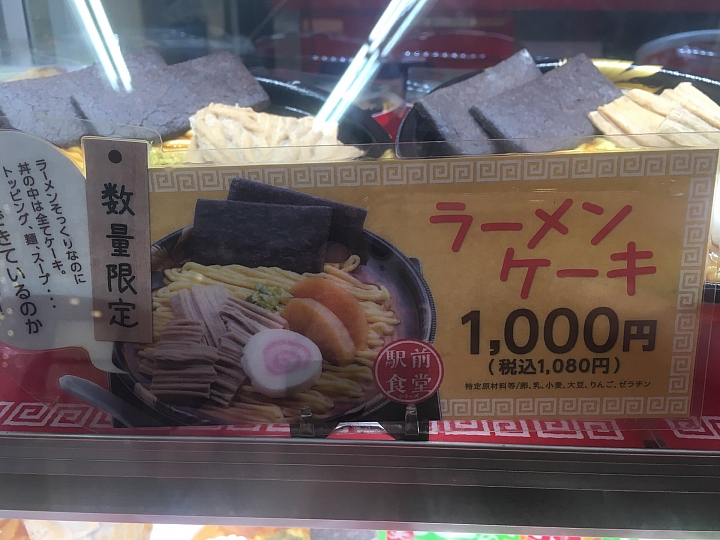 ラーメンそっくりなのに
丼の中は全てケーキ。
トッピング、麺、スープ・・・
きているのか
数量限定
ラーメン
ケーキ
1,000円
(税込1,080円)
特定原材料等/卵、乳、小麦、大豆、りんご、ゼラチン
駅前
食堂